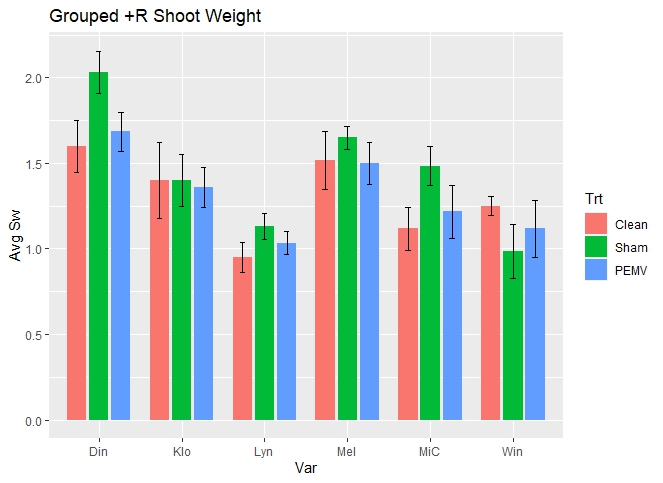 Grouped +R Shoot Weight
Avg Sw
2.0
1.5
1.0
0.5
0.0
Din Klo Lyn Mel MiC Win
Var
Trt
Clean
Sham
PEMV